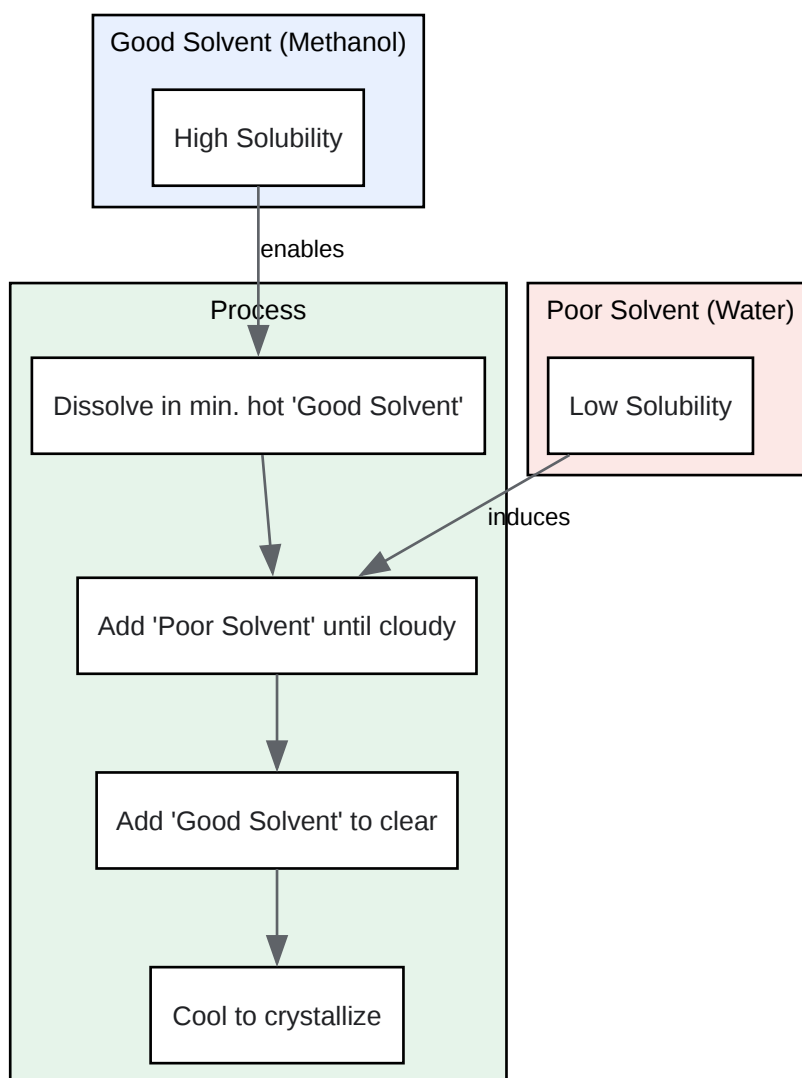 Good Solvent (Methanol)
High Solubility
enables
Process
Poor Solvent (Water)
Dissolve in min. hot 'Good Solvent'
Low Solubility
induces
Add 'Poor Solvent' until cloudy
Add 'Good Solvent' to clear
Cool to crystallize